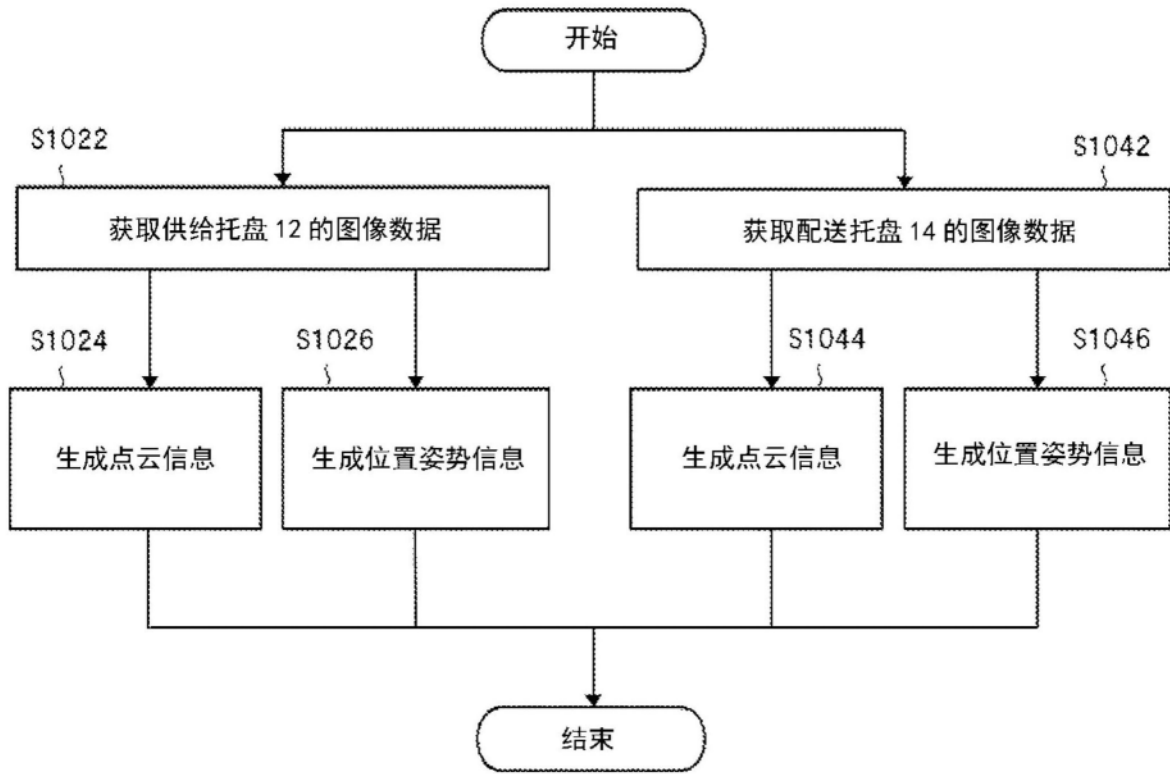 开始
S1022
S1042
获取供给托盘 12 的图像数据
获取配送托盘 14 的图像数据
S1024
S1026
S1044
S1046
生成点云信息
生成位置姿势信息
生成点云信息
生成位置姿势信息
结束